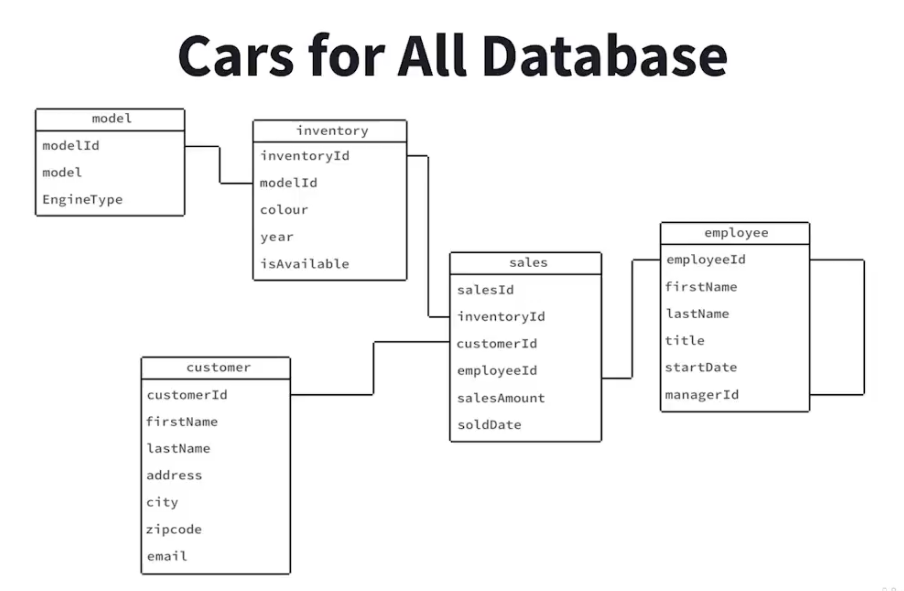 Cars for All Database
model
modelId
model
EngineType
inventory
inventoryId
modelId
colour
year
isAvailable
sales
salesId
inventoryId
customerId
employeeId
salesAmount
soldDate
employee
employeeId
firstName
lastName
title
startDate
managerId
customer
customerId
firstName
lastName
address
city
zipcode
email